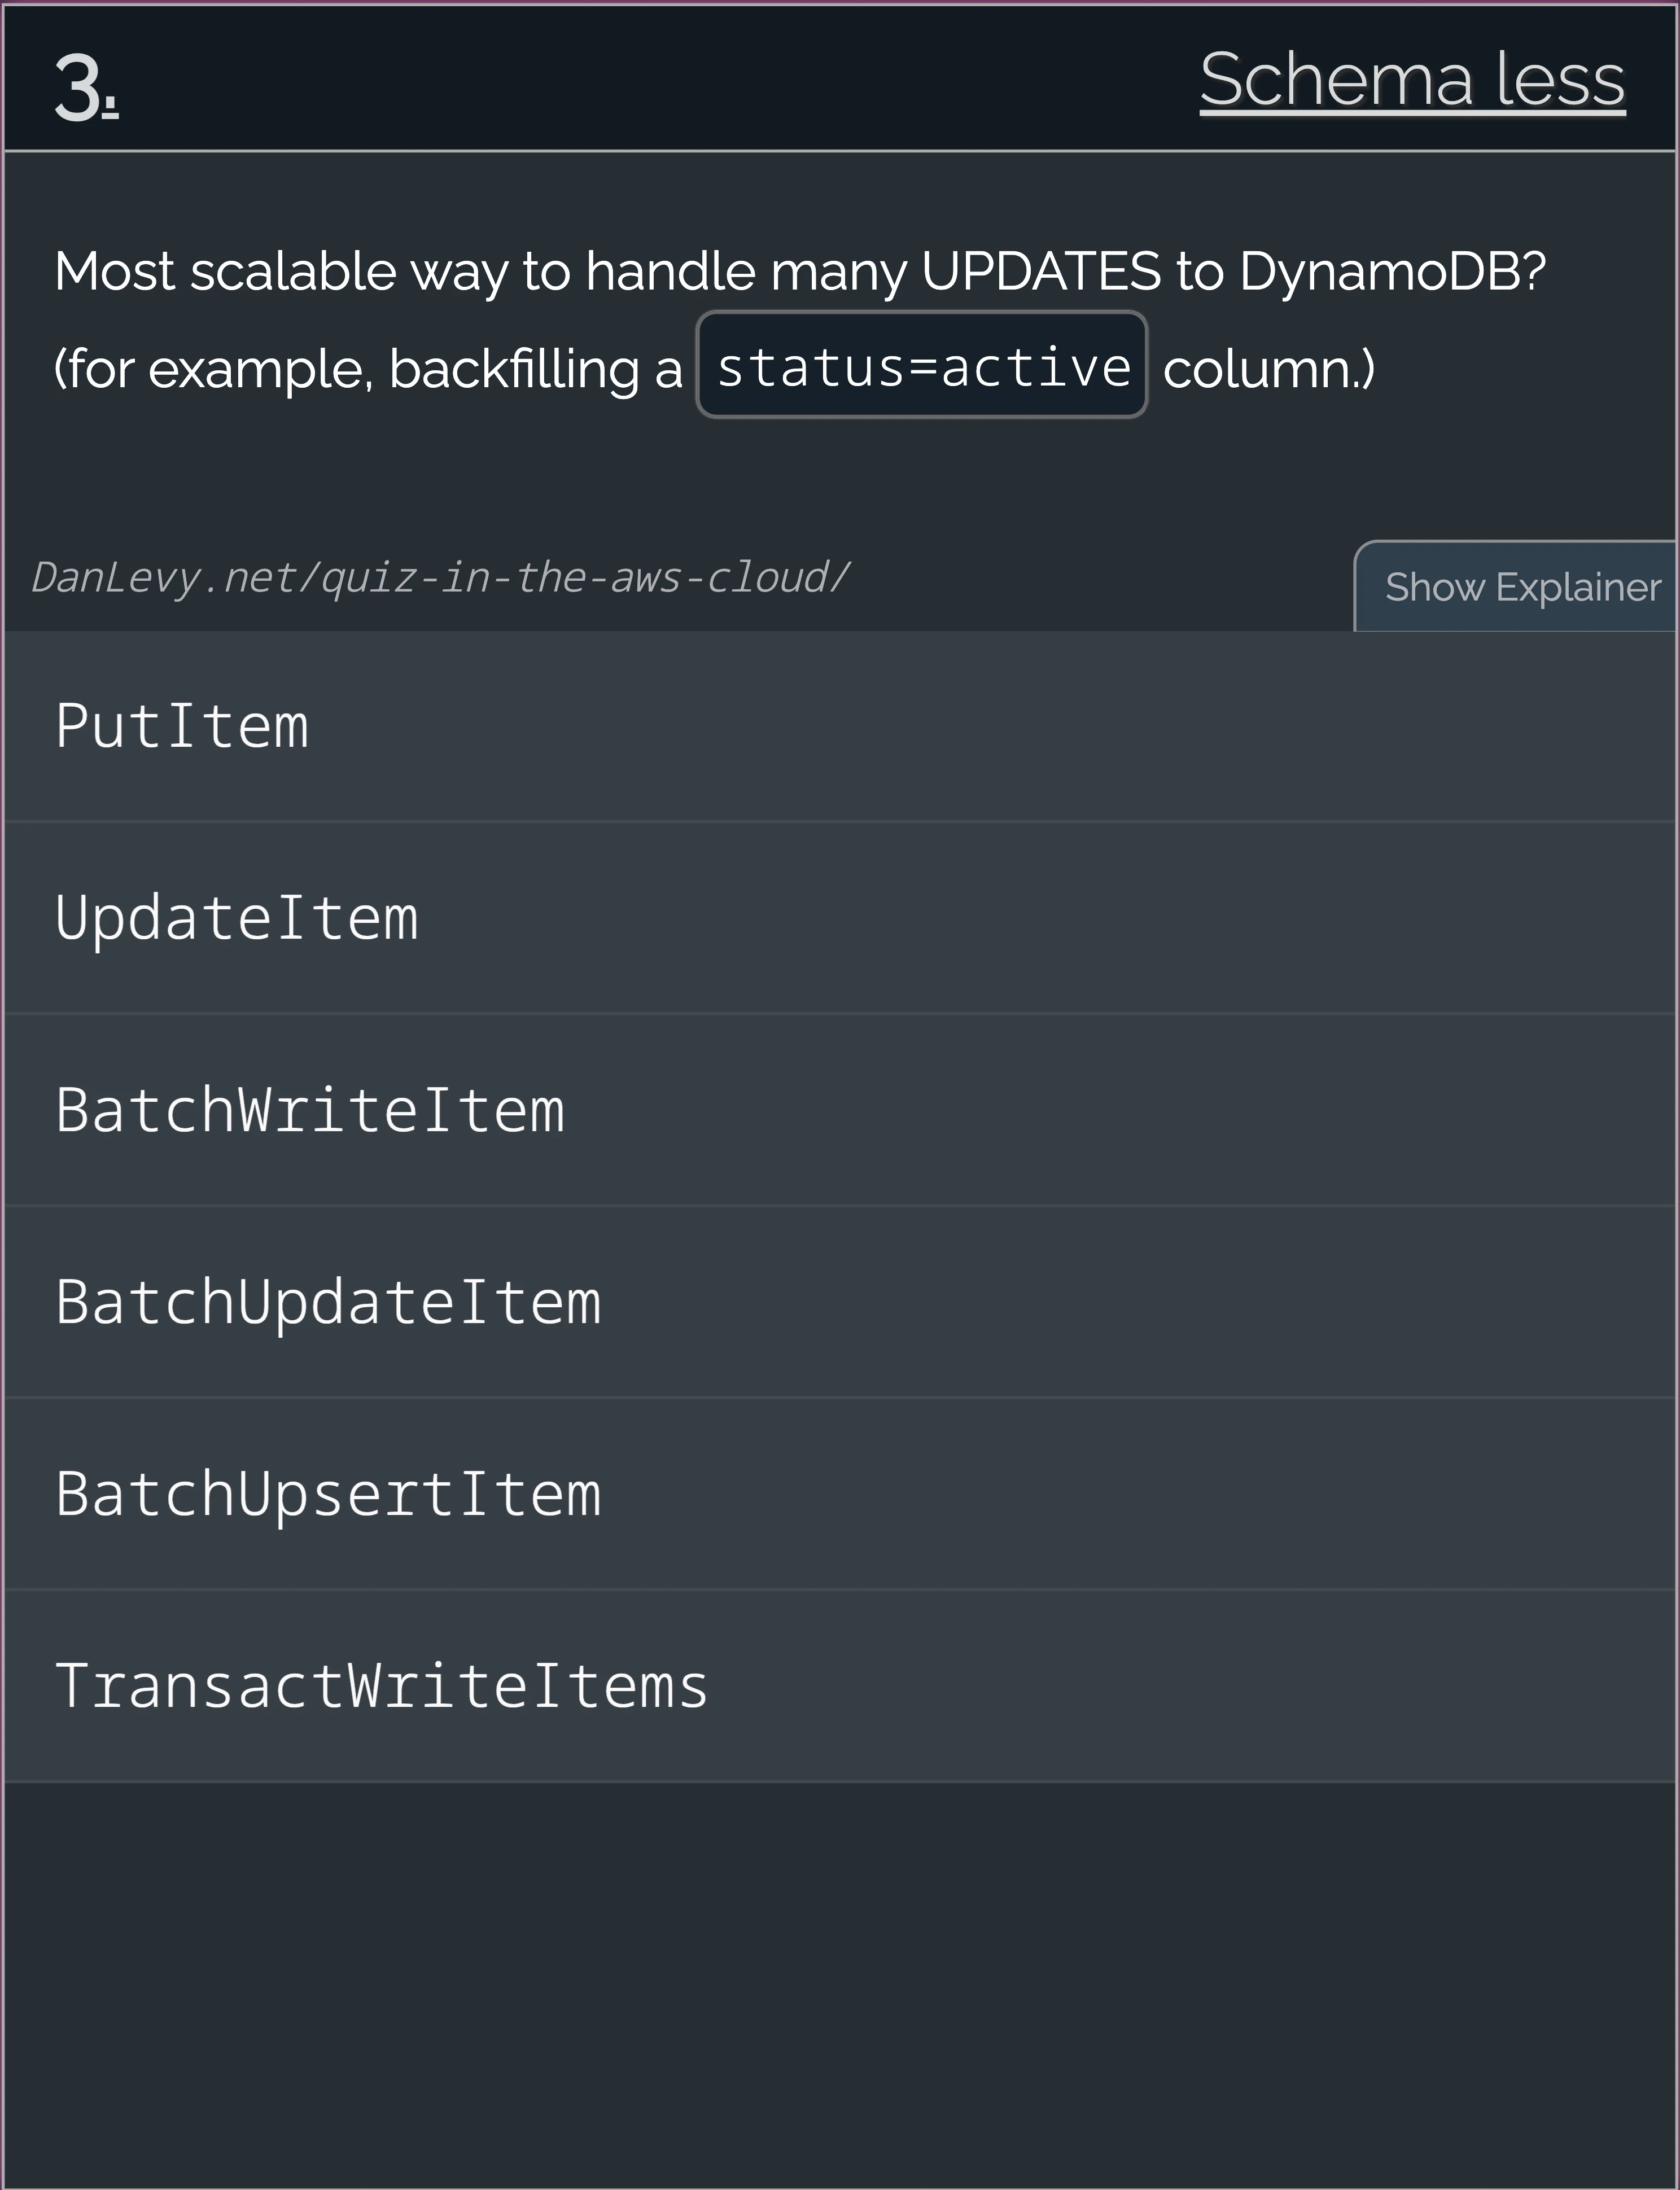 3.
Schema less
Most scalable way to handle many UPDATES to DynamoDB?
(for example, backfilling a status=active column.)
DanLevy.net/quiz-in-the-aws-cloud/
Show Explainer
PutItem
UpdateItem
BatchWriteItem
BatchUpdateItem
BatchUpsertItem
TransactWriteItems